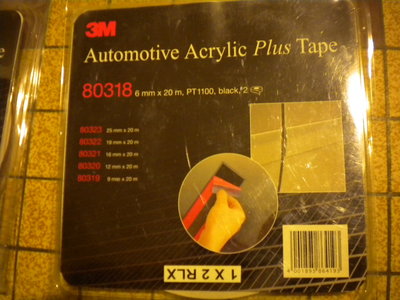 3M
Automotive Acrylic Plus Tape
80318 6 mm x 20 m, PT1100, black, 2
80323 25 mm x 20 m
80322 19 mm x 20 m
80321 16 mm x 20 m
80320 12 mm x 20 m
80319 9 mm x 20 m
1 X 2 RLX